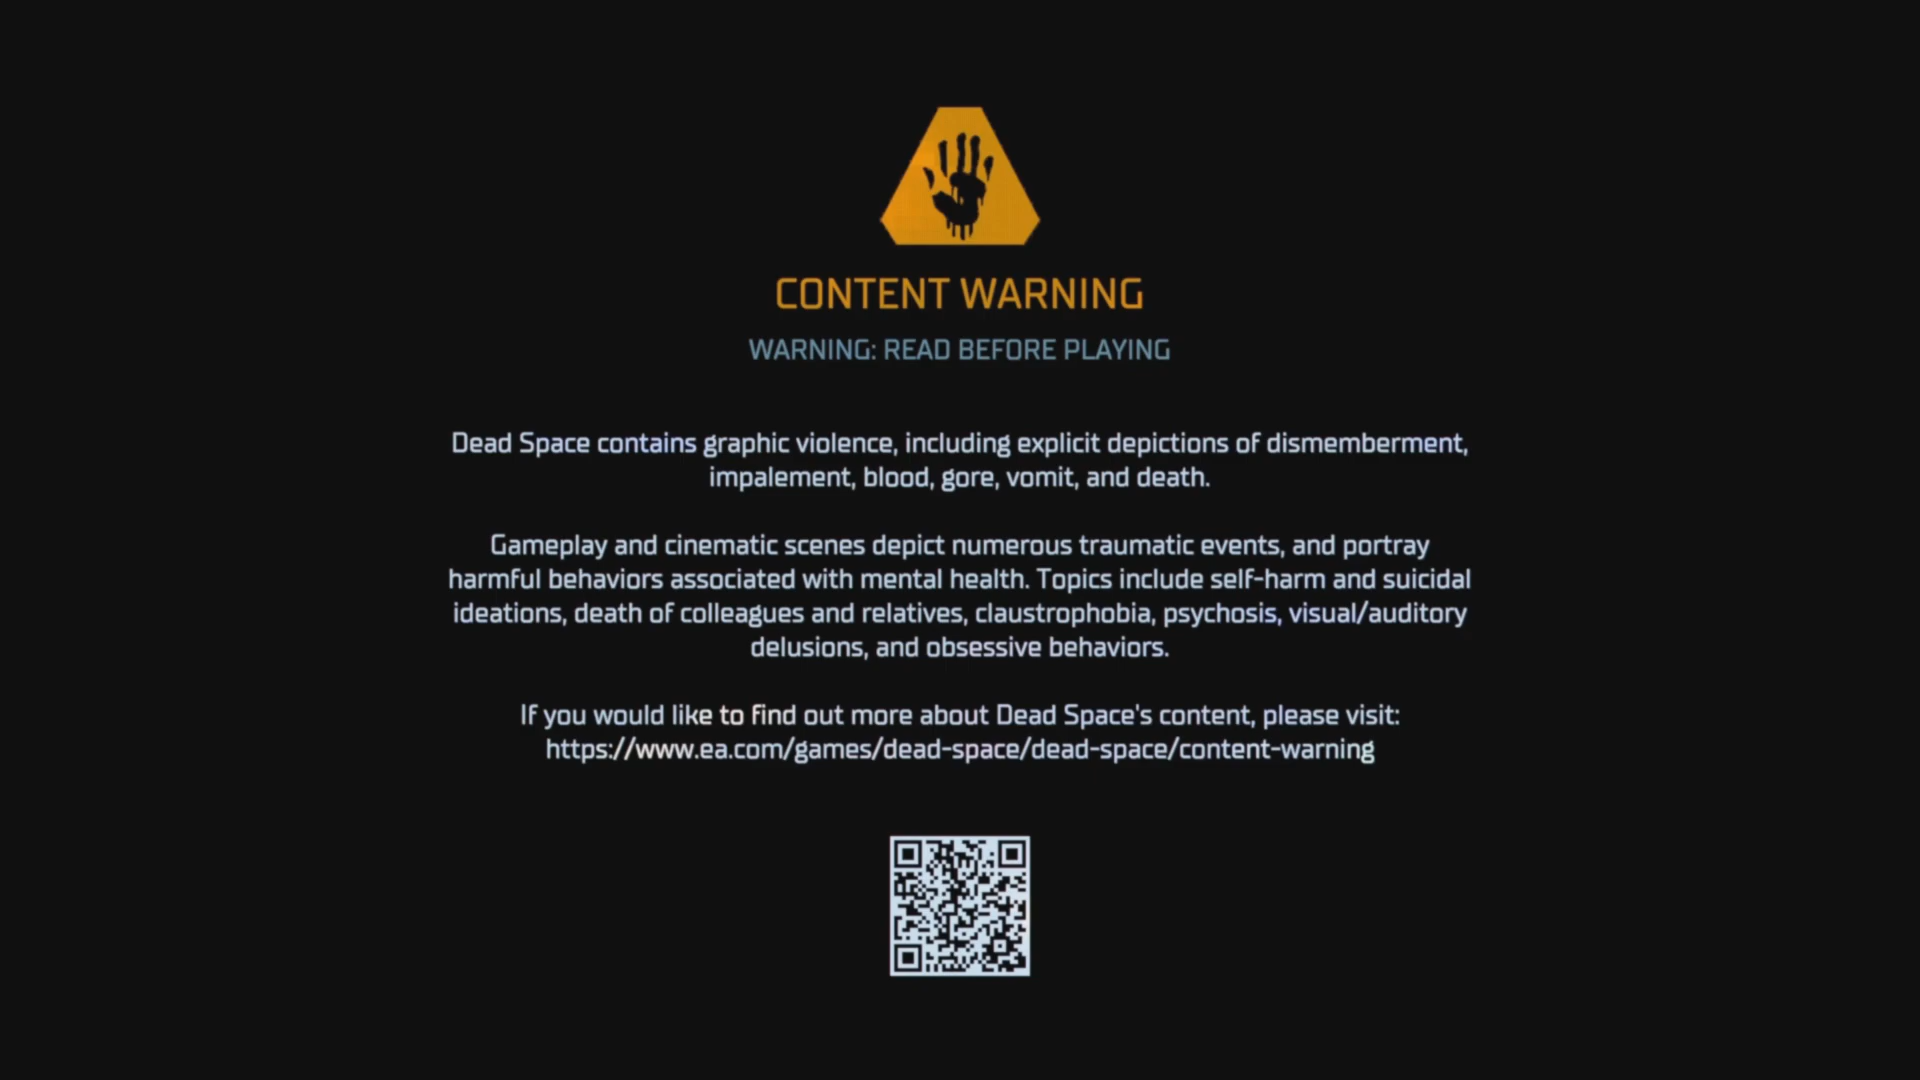 CONTENT WARNING
WARNING: READ BEFORE PLAYING
Dead Space contains graphic violence, including explicit depictions of dismemberment,
impalement, blood, gore, vomit, and death.
Gameplay and cinematic scenes depict numerous traumatic events, and portray
harmful behaviors associated with mental health. Topics include self-harm and suicidal
ideations, death of colleagues and relatives, claustrophobia, psychosis, visual/auditory
delusions, and obsessive behaviors.
If you would like to find out more about Dead Space's content, please visit:
https://www.ea.com/games/dead-space/dead-space/content-warning